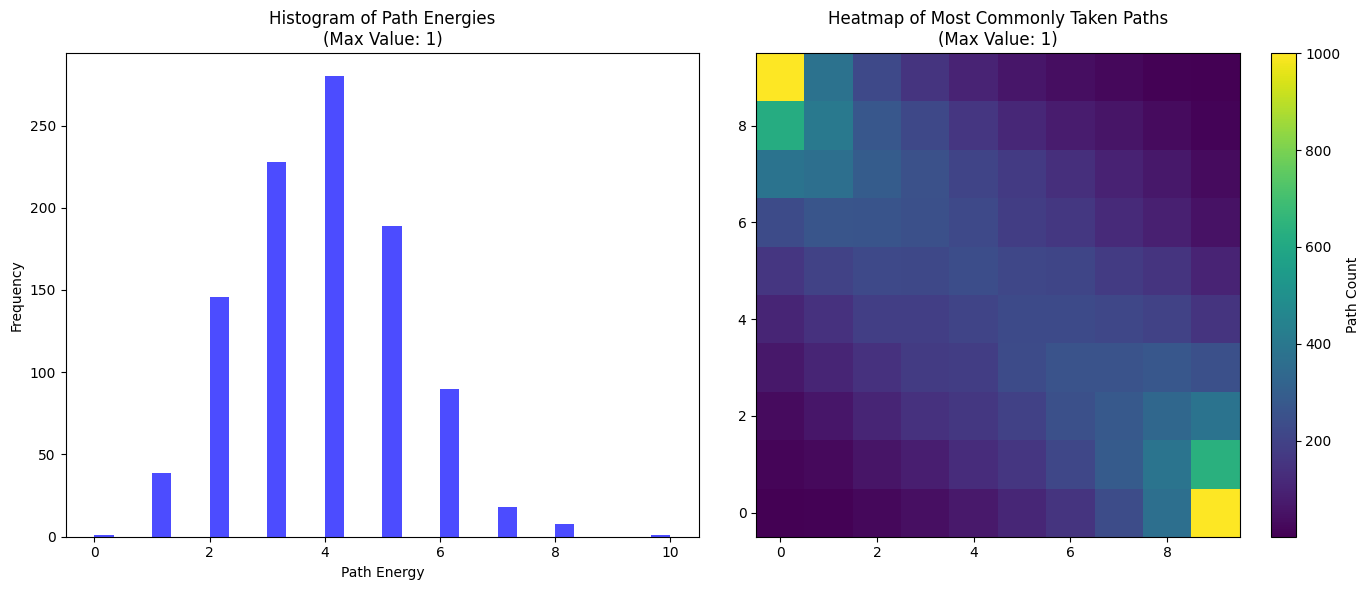 Histogram of Path Energies
(Max Value: 1)
Frequency
250
200
150
100
50
0
0 2 4 6 8 10
Path Energy
Heatmap of Most Commonly Taken Paths
(Max Value: 1)
8
6
4
2
0
0 2 4 6 8
1000
800
600
400
200
Path Count